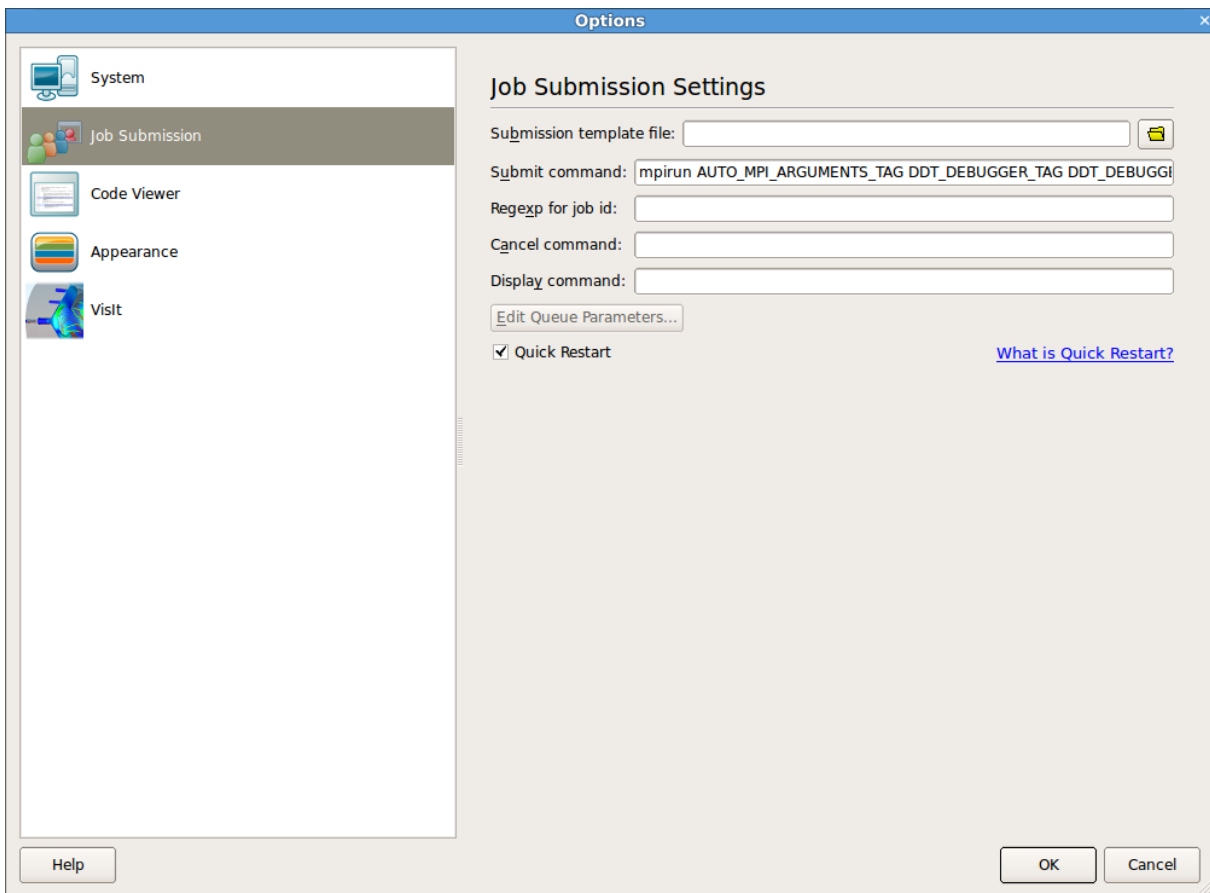 Options
System
Job Submission
Code Viewer
Appearance
VisIt
Job Submission Settings
Submission template file:
Submit command: mpirun AUTO_MPI_ARGUMENTS_TAG DDT_DEBUGGER_TAG DDT_DEBUGGE
Regexp for job id:
Cancel command:
Display command:
Edit Queue Parameters...
Quick Restart What is Quick Restart?
Help OK Cancel